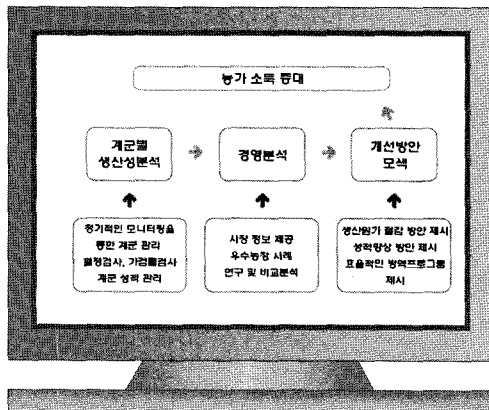 농가 소득 증대
계군별
생산성분석
경영분석
개선방안
모색
정기적인 모니터링을
통한 계군 관리
혈청검사, 가검물검사
계군 성적 관리
시장 정보 제공
우수농장 사례
연구 및 비교분석
생산원가 절감 방안 제시
성적향상 방안 제시
효율적인 방역프로그램
제시